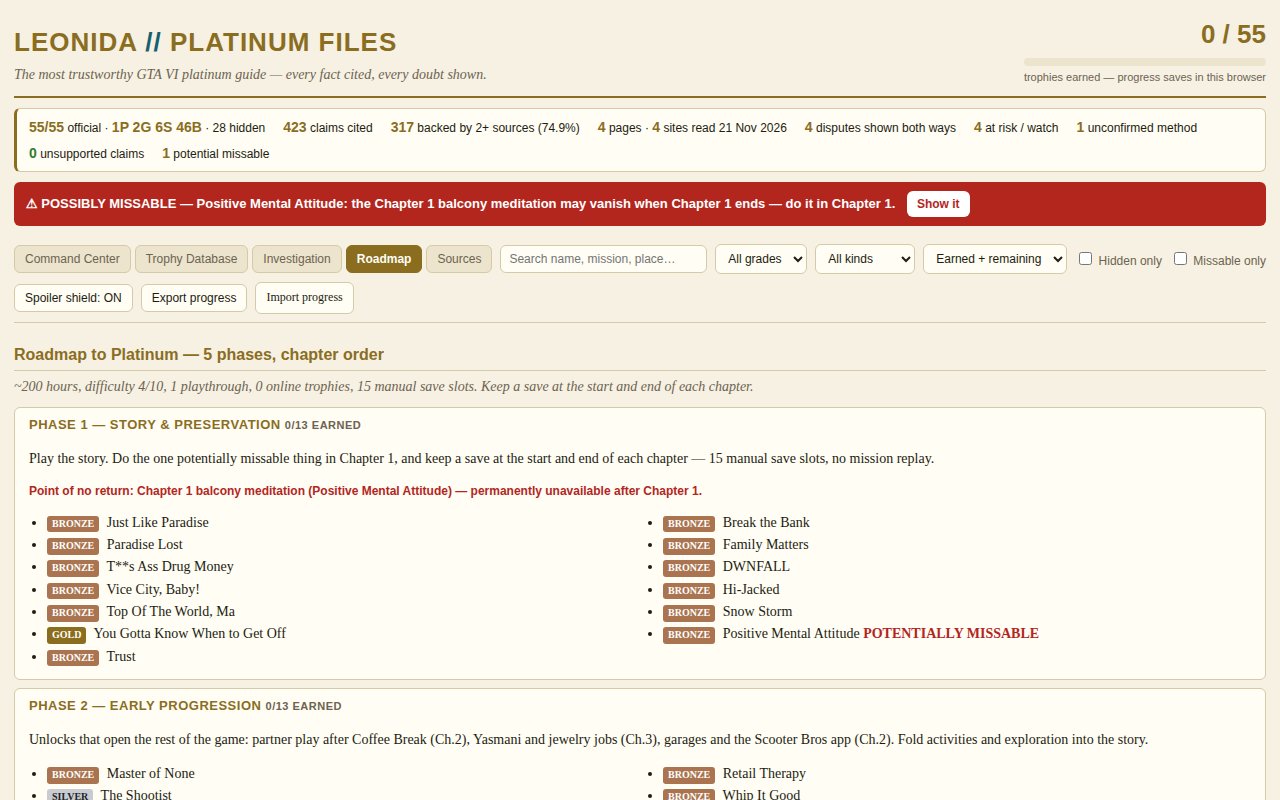 LEONIDA // PLATINUM FILES
0 / 55
The most trustworthy GTA VI platinum guide — every fact cited, every doubt shown.
trophies earned — progress saves in this browser
55/55 official · 1P 2G 6S 46B · 28 hidden 423 claims cited 317 backed by 2+ sources (74.9%) 4 pages · 4 sites read 21 Nov 2026 4 disputes shown both ways 4 at risk / watch 1 unconfirmed method
0 unsupported claims 1 potential missable
⚠ POSSIBLY MISSABLE — Positive Mental Attitude: the Chapter 1 balcony meditation may vanish when Chapter 1 ends — do it in Chapter 1. Show it
Command Center Trophy Database Investigation Roadmap Sources Search name, mission, place… All grades All kinds Earned + remaining Hidden only Missable only
Spoiler shield: ON Export progress Import progress
Roadmap to Platinum — 5 phases, chapter order
~200 hours, difficulty 4/10, 1 playthrough, 0 online trophies, 15 manual save slots. Keep a save at the start and end of each chapter.
PHASE 1 — STORY & PRESERVATION 0/13 EARNED
Play the story. Do the one potentially missable thing in Chapter 1, and keep a save at the start and end of each chapter — 15 manual save slots, no mission replay.
Point of no return: Chapter 1 balcony meditation (Positive Mental Attitude) — permanently unavailable after Chapter 1.
• BRONZE Just Like Paradise
• BRONZE Paradise Lost
• BRONZE T**s Ass Drug Money
• BRONZE Vice City, Baby!
• BRONZE Top Of The World, Ma
• GOLD You Gotta Know When to Get Off
• BRONZE Trust
• BRONZE Break the Bank
• BRONZE Family Matters
• BRONZE DWNFALL
• BRONZE Hi-Jacked
• BRONZE Snow Storm
• BRONZE Positive Mental Attitude POTENTIALLY MISSABLE
PHASE 2 — EARLY PROGRESSION 0/13 EARNED
Unlocks that open the rest of the game: partner play after Coffee Break (Ch.2), Yasmani and jewelry jobs (Ch.3), garages and the Scooter Bros app (Ch.2). Fold activities and exploration into the story.
• BRONZE Master of None
• SILVER The Shootist
• BRONZE Retail Therapy
• BRONZE Whip It Good